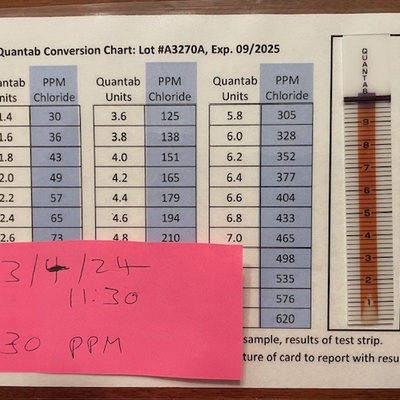 Quantab Conversion Chart: Lot #A3270A, Exp. 09/2025
antab Units PPM Chloride Quantab Units PPM Chloride Quantab Units PPM Chloride
1.4 30 3.6 125 5.8 305
1.6 36 3.8 138 6.0 328
1.8 43 4.0 151 6.2 352
2.0 49 4.2 165 6.4 377
2.2 57 4.4 179 6.6 404
2.4 65 4.6 194 6.8 433
2.6 73 4.8 210 7.0 465
498
535
576
620
sample, results of test strip.
ture of card to report with resu
3/4/24
11:30
30 PPM
QUANTAB
9
8
7
6
5
4
3
2
1